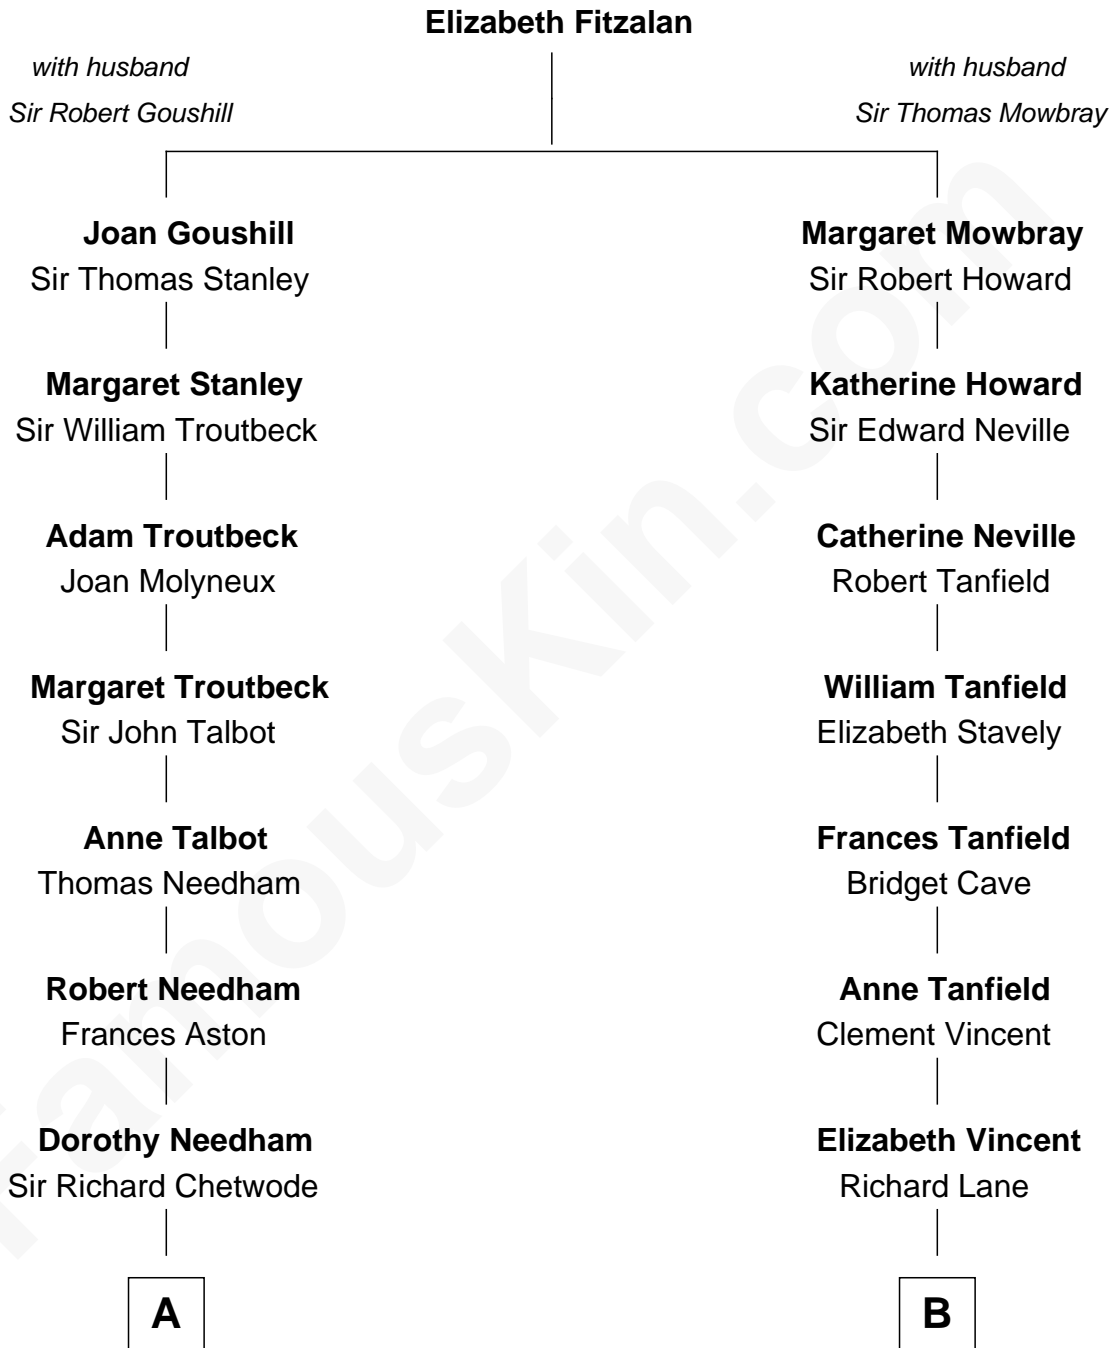 Elizabeth Fitzalan
with husband
Sir Robert Goushill
with husband
Sir Thomas Mowbray
Joan Goushill
Sir Thomas Stanley
Margaret Mowbray
Sir Robert Howard
Margaret Stanley
Sir William Troutbeck
Katherine Howard
Sir Edward Neville
Adam Troutbeck
Joan Molyneux
Catherine Neville
Robert Tanfield
Margaret Troutbeck
Sir John Talbot
William Tanfield
Elizabeth Stavely
Anne Talbot
Thomas Needham
Frances Tanfield
Bridget Cave
Robert Needham
Frances Aston
Anne Tanfield
Clement Vincent
Dorothy Needham
Sir Richard Chetwode
Elizabeth Vincent
Richard Lane
A
B
FamousKin.com